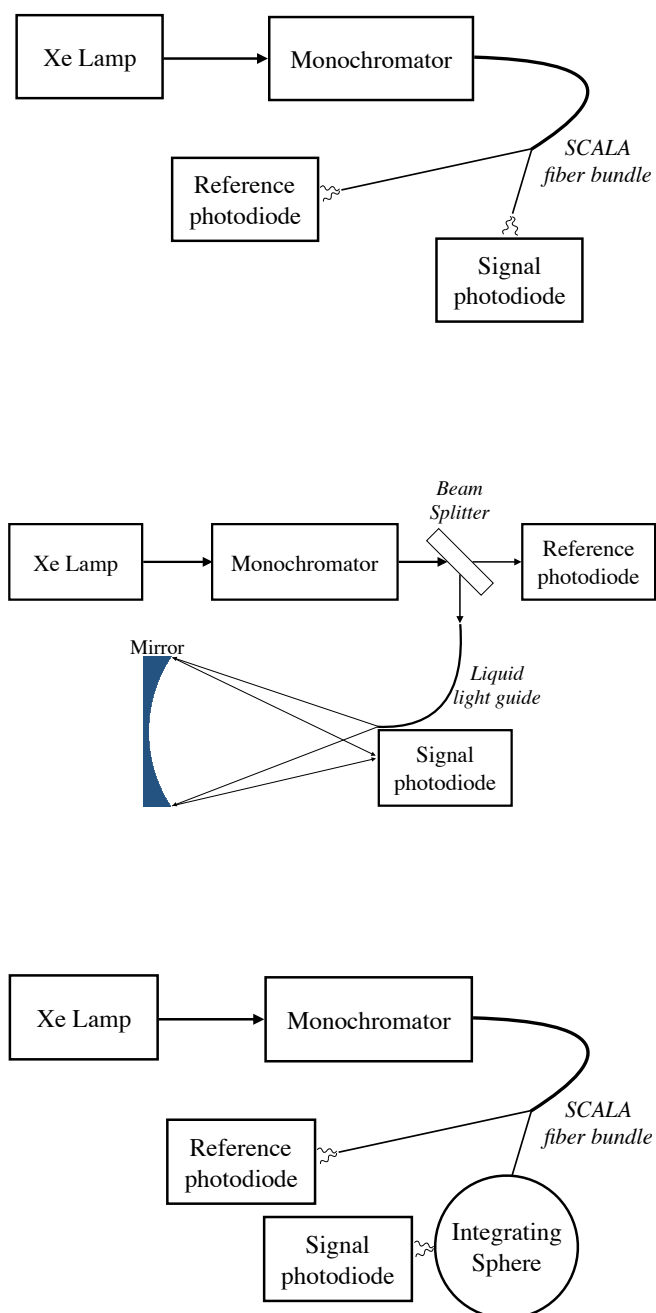 Xe Lamp
Monochromator
SCALA
fiber bundle
Reference
photodiode
Signal
photodiode
Beam
Splitter
Xe Lamp
Monochromator
Reference
photodiode
Mirror
Liquid
light guide
Signal
photodiode
Xe Lamp
Monochromator
SCALA
fiber bundle
Reference
photodiode
Integrating
Sphere
Signal
photodiode